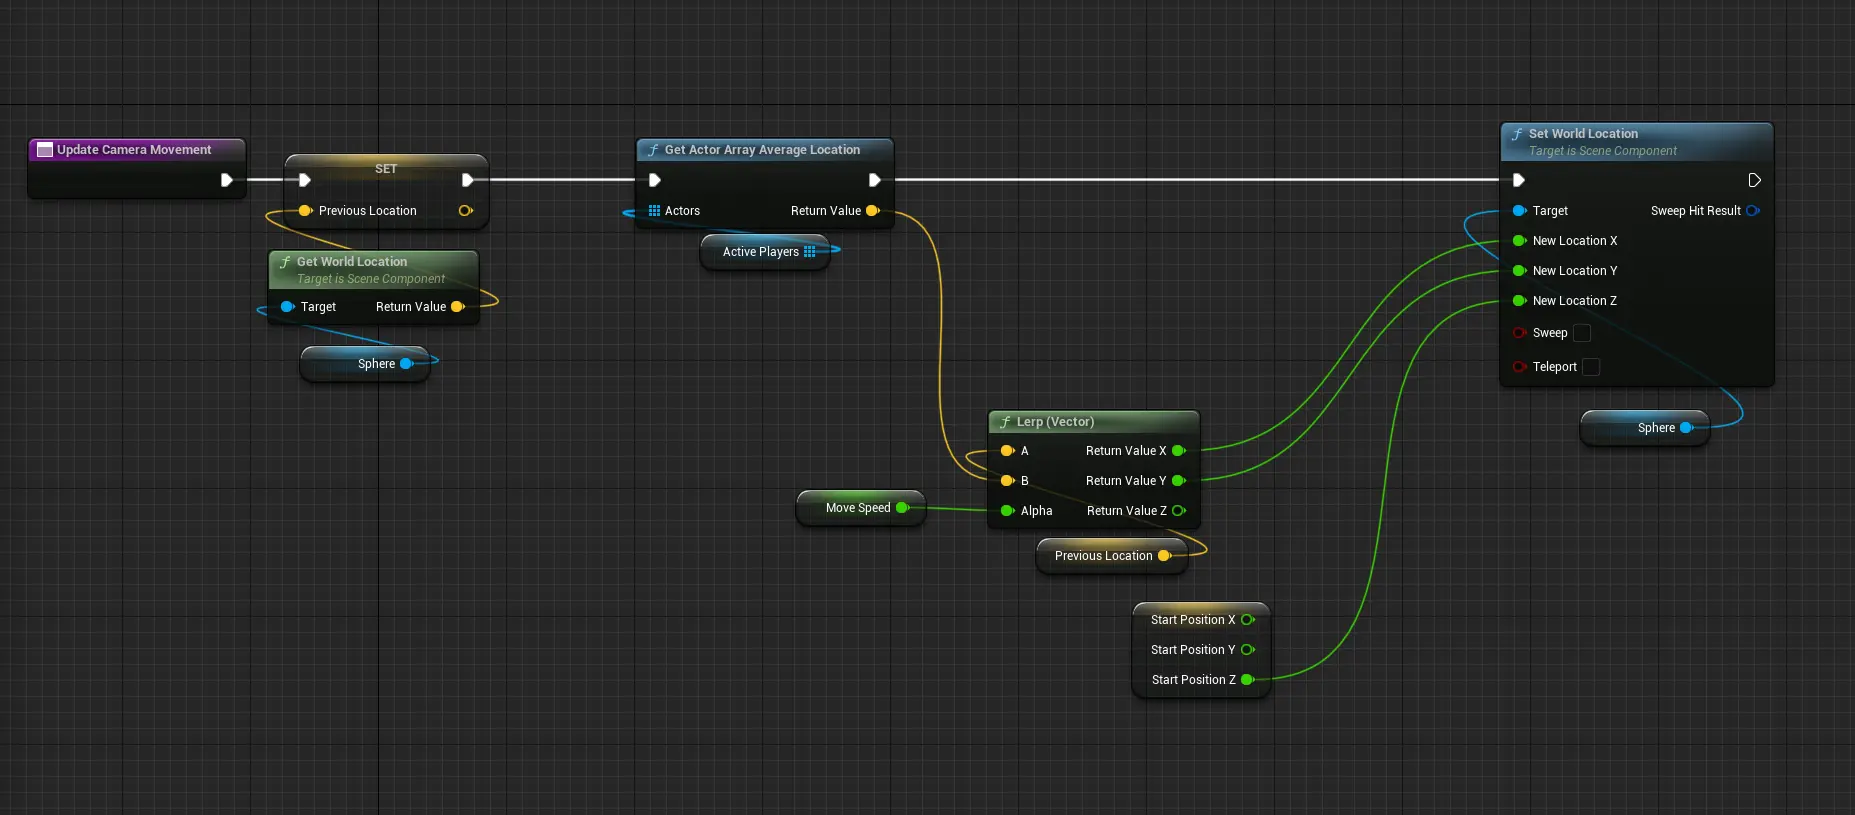 Update Camera Movement
SET
Previous Location
Get World Location
Target is Scene Component
Target Return Value
Sphere
Get Actor Array Average Location
Actors Return Value
Active Players
Move Speed
Lerp (Vector)
A Return Value X
B Return Value Y
Alpha Return Value Z
Previous Location
Start Position X
Start Position Y
Start Position Z
Set World Location
Target is Scene Component
Target Sweep Hit Result
New Location X
New Location Y
New Location Z
Sweep
Teleport
Sphere